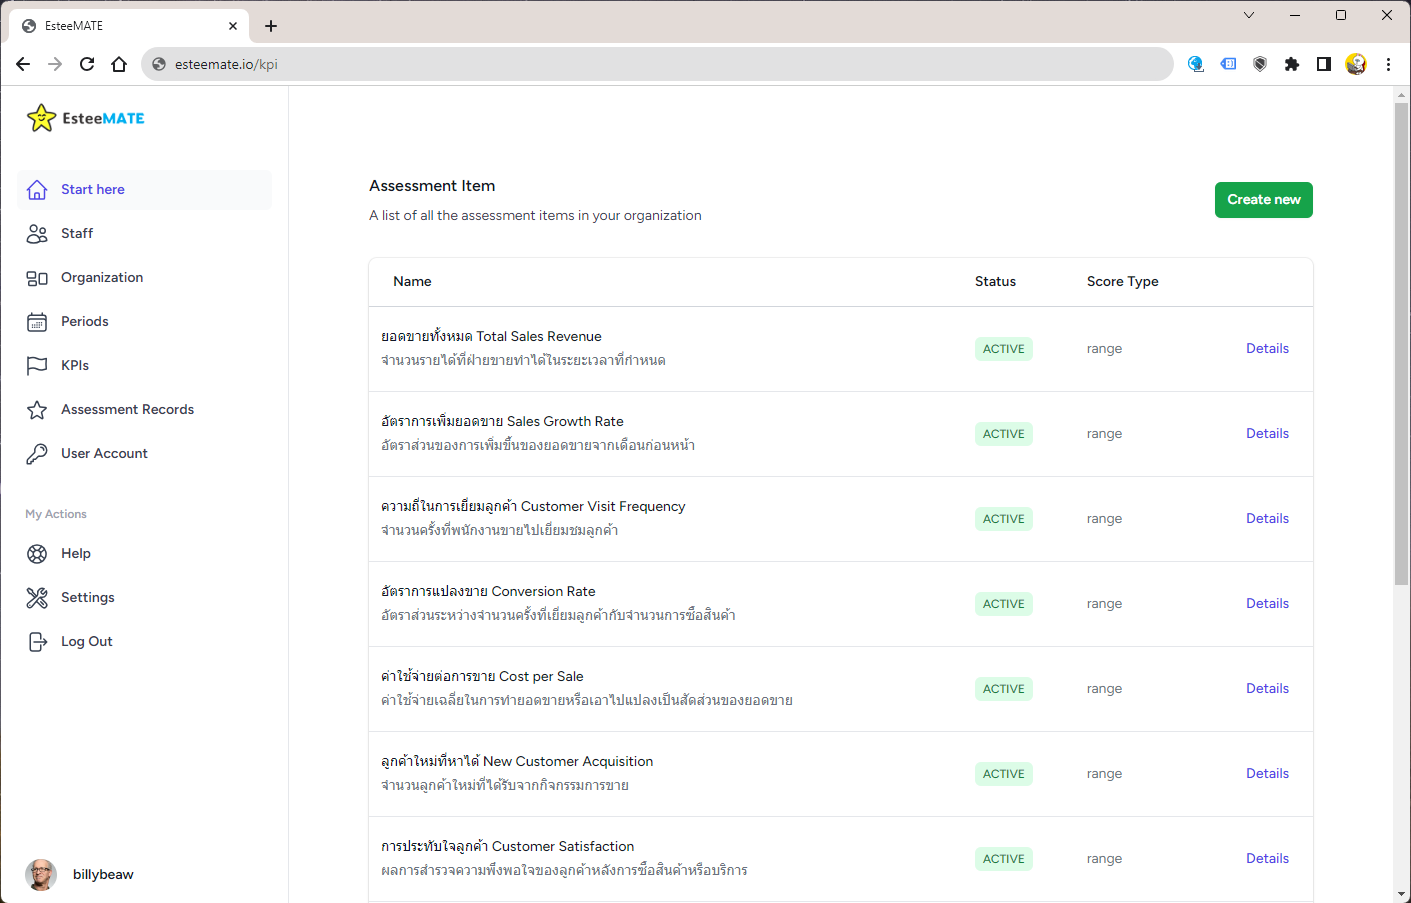 EsteeMATE
esteemate.io/kpi
EsteeMATE
Start here
Staff
Organization
Periods
KPIs
Assessment Records
User Account
My Actions
Help
Settings
Log Out
billybeaw
Assessment Item
A list of all the assessment items in your organization
Create new
Name Status Score Type
ยอดขายทั้งหมด Total Sales Revenue
จำนวนรายได้ที่ฝ่ายขายทำได้ในระยะเวลาที่กำหนด
ACTIVE range Details
อัตราการเพิ่มยอดขาย Sales Growth Rate
อัตราส่วนของการเพิ่มขึ้นของยอดขายจากเดือนก่อนหน้า
ACTIVE range Details
ความถี่ในการเยี่ยมลูกค้า Customer Visit Frequency
จำนวนครั้งที่พนักงานขายไปเยี่ยมชมลูกค้า
ACTIVE range Details
อัตราการแปลงขาย Conversion Rate
อัตราส่วนระหว่างจำนวนครั้งที่เยี่ยมลูกค้ากับจำนวนการซื้อสินค้า
ACTIVE range Details
ค่าใช้จ่ายต่อการขาย Cost per Sale
ค่าใช้จ่ายเฉลี่ยในการทำยอดขายหรือเอาไปแปลงเป็นสัดส่วนของยอดขาย
ACTIVE range Details
ลูกค้าใหม่ที่หาได้ New Customer Acquisition
จำนวนลูกค้าใหม่ที่ได้รับจากกิจกรรมการขาย
ACTIVE range Details
การประทับใจลูกค้า Customer Satisfaction
ผลการสำรวจความพึงพอใจของลูกค้าหลังการซื้อสินค้าหรือบริการ
ACTIVE range Details